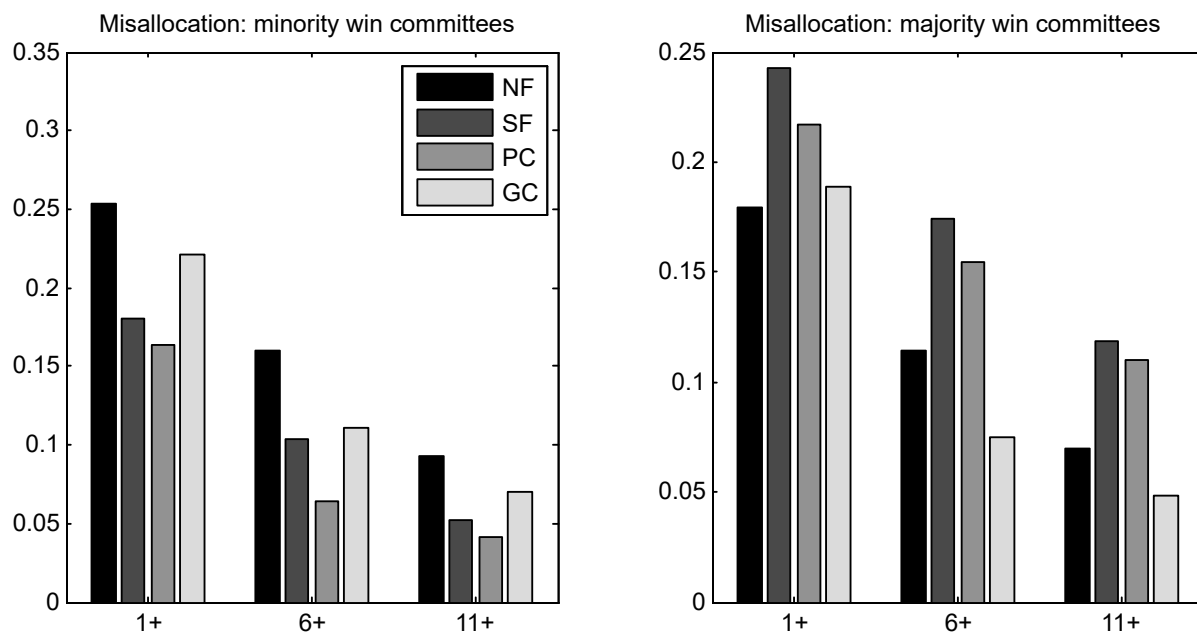 Misallocation: minority win committees
0.35
0.3
0.25
0.2
0.15
0.1
0.05
0
1+ 6+ 11+
NF
SF
PC
GC
Misallocation: majority win committees
0.25
0.2
0.15
0.1
0.05
0
1+ 6+ 11+